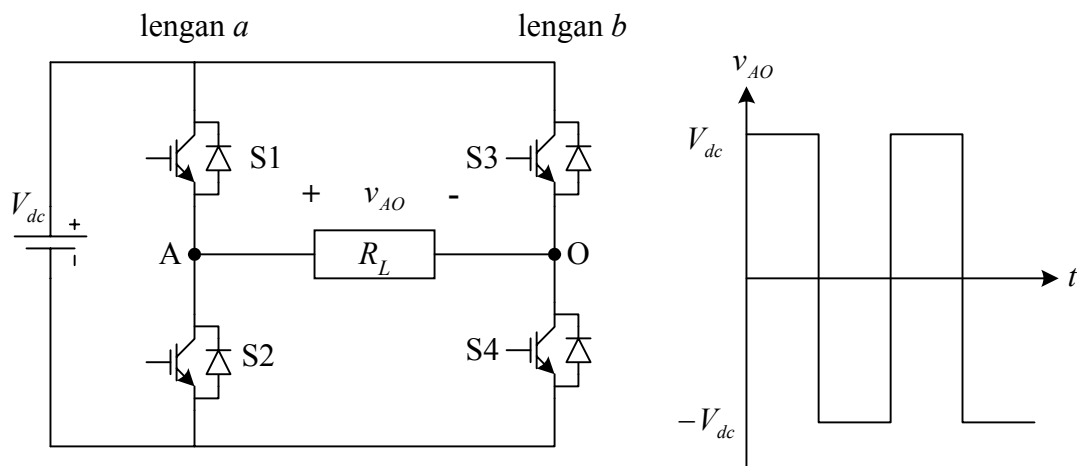 lengan a
lengan b
v_AO
V_dc
S1
S3
+ v_AO -
V_dc
+
-
A
R_L
O
t
S2
S4
−V_dc